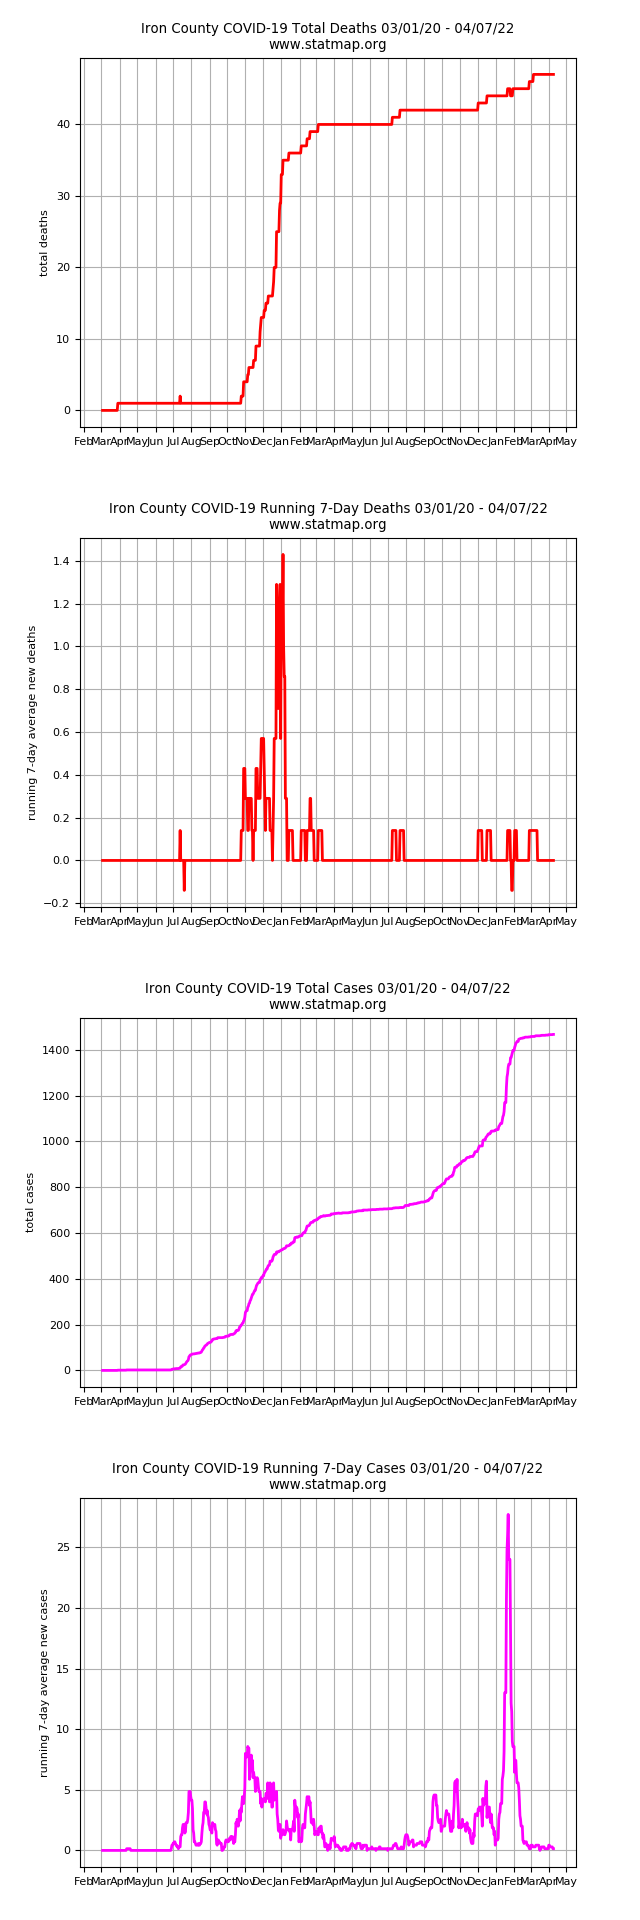 Iron County COVID-19 Total Deaths 03/01/20 - 04/07/22
www.statmap.org
total deaths
40
30
20
10
0
Feb Mar Apr May Jun Jul Aug Sep Oct Nov Dec Jan Feb Mar Apr May Jun Jul Aug Sep Oct Nov Dec Jan Feb Mar Apr May
Iron County COVID-19 Running 7-Day Deaths 03/01/20 - 04/07/22
www.statmap.org
running 7-day average new deaths
1.4
1.2
1.0
0.8
0.6
0.4
0.2
0.0
−0.2
Feb Mar Apr May Jun Jul Aug Sep Oct Nov Dec Jan Feb Mar Apr May Jun Jul Aug Sep Oct Nov Dec Jan Feb Mar Apr May
Iron County COVID-19 Total Cases 03/01/20 - 04/07/22
www.statmap.org
total cases
1400
1200
1000
800
600
400
200
0
Feb Mar Apr May Jun Jul Aug Sep Oct Nov Dec Jan Feb Mar Apr May Jun Jul Aug Sep Oct Nov Dec Jan Feb Mar Apr May
Iron County COVID-19 Running 7-Day Cases 03/01/20 - 04/07/22
www.statmap.org
running 7-day average new cases
25
20
15
10
5
0
Feb Mar Apr May Jun Jul Aug Sep Oct Nov Dec Jan Feb Mar Apr May Jun Jul Aug Sep Oct Nov Dec Jan Feb Mar Apr May